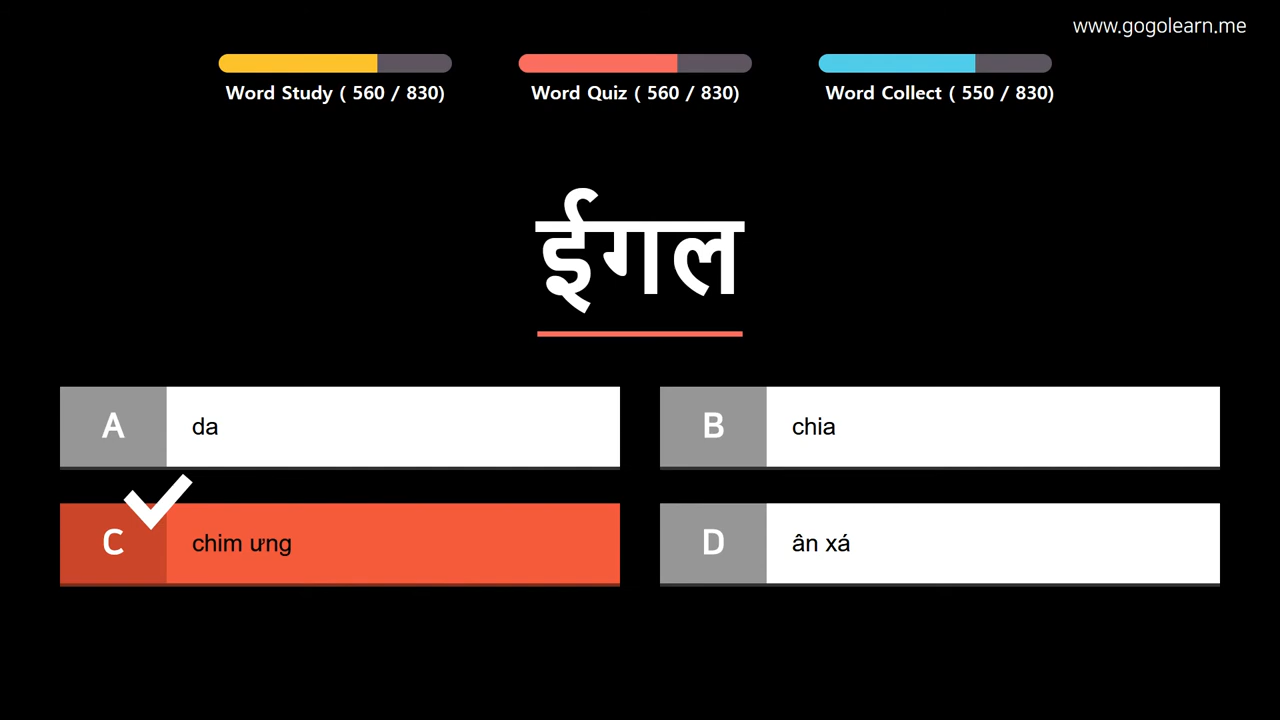 www.gogolearn.me
Word Study ( 560 / 830)
Word Quiz ( 560 / 830)
Word Collect ( 550 / 830)
ईगल
A
da
B
chia
C
chim ưng
D
ân xá